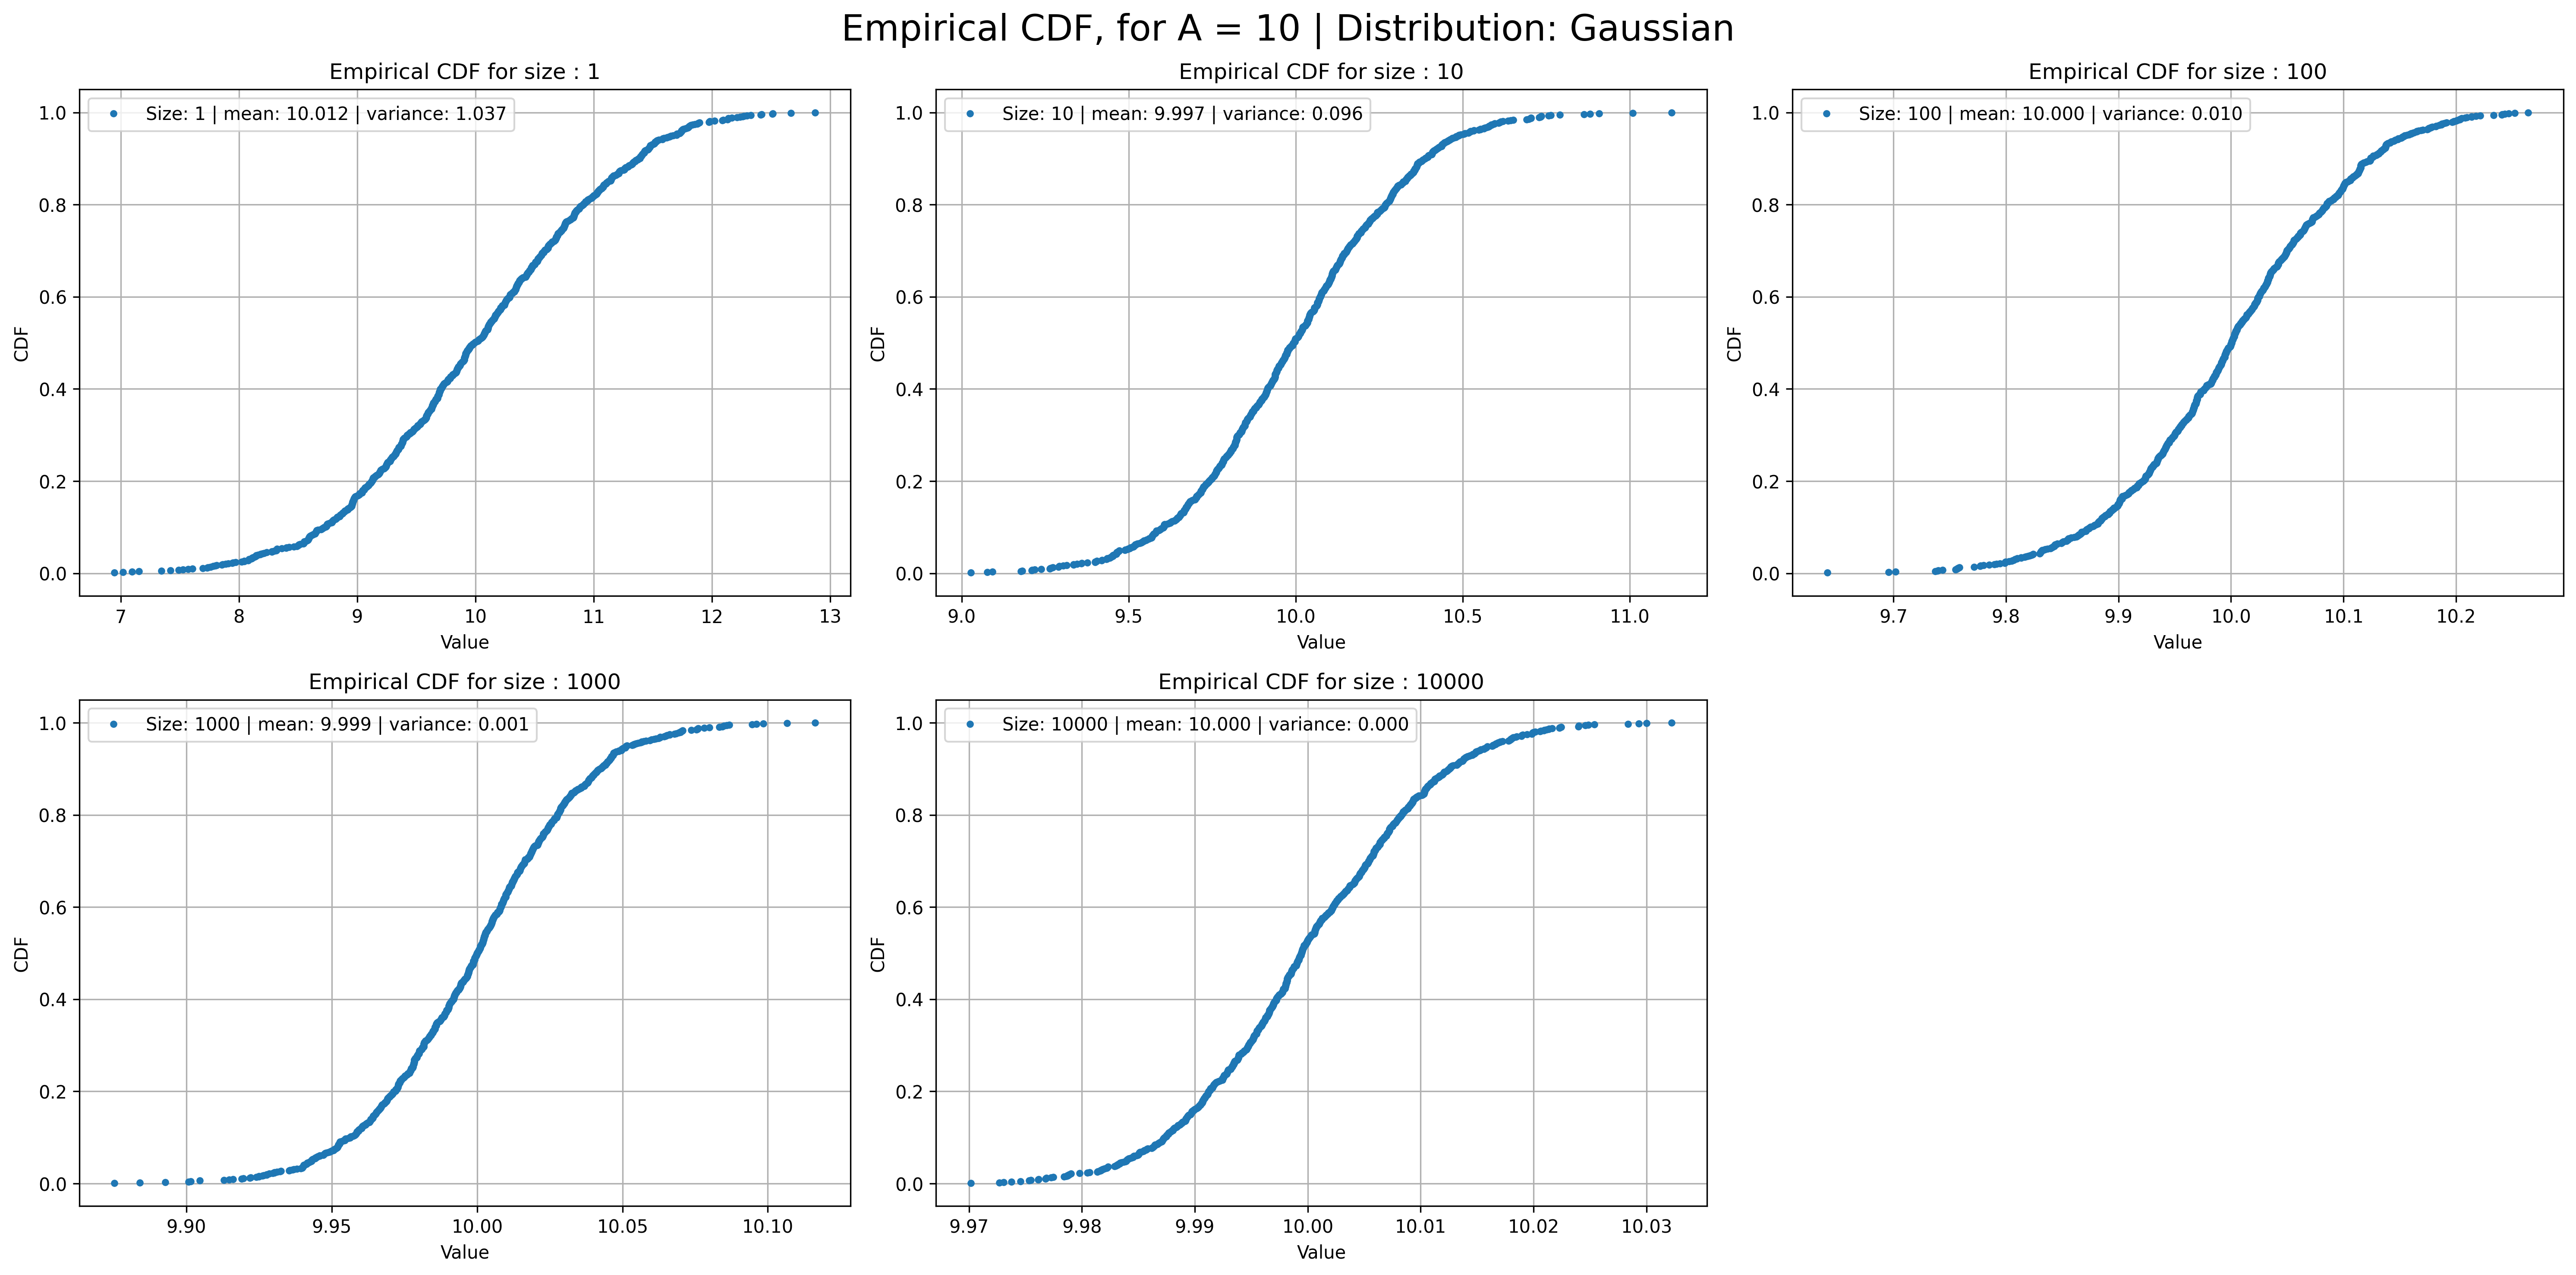 Empirical CDF, for A = 10 | Distribution: Gaussian
Empirical CDF for size : 1
Size: 1 | mean: 10.012 | variance: 1.037
CDF
1.0
0.8
0.6
0.4
0.2
0.0
7 8 9 10 11 12 13
Value
Empirical CDF for size : 10
Size: 10 | mean: 9.997 | variance: 0.096
CDF
1.0
0.8
0.6
0.4
0.2
0.0
9.0 9.5 10.0 10.5 11.0
Value
Empirical CDF for size : 100
Size: 100 | mean: 10.000 | variance: 0.010
CDF
1.0
0.8
0.6
0.4
0.2
0.0
9.7 9.8 9.9 10.0 10.1 10.2
Value
Empirical CDF for size : 1000
Size: 1000 | mean: 9.999 | variance: 0.001
CDF
1.0
0.8
0.6
0.4
0.2
0.0
9.90 9.95 10.00 10.05 10.10
Value
Empirical CDF for size : 10000
Size: 10000 | mean: 10.000 | variance: 0.000
CDF
1.0
0.8
0.6
0.4
0.2
0.0
9.97 9.98 9.99 10.00 10.01 10.02 10.03
Value